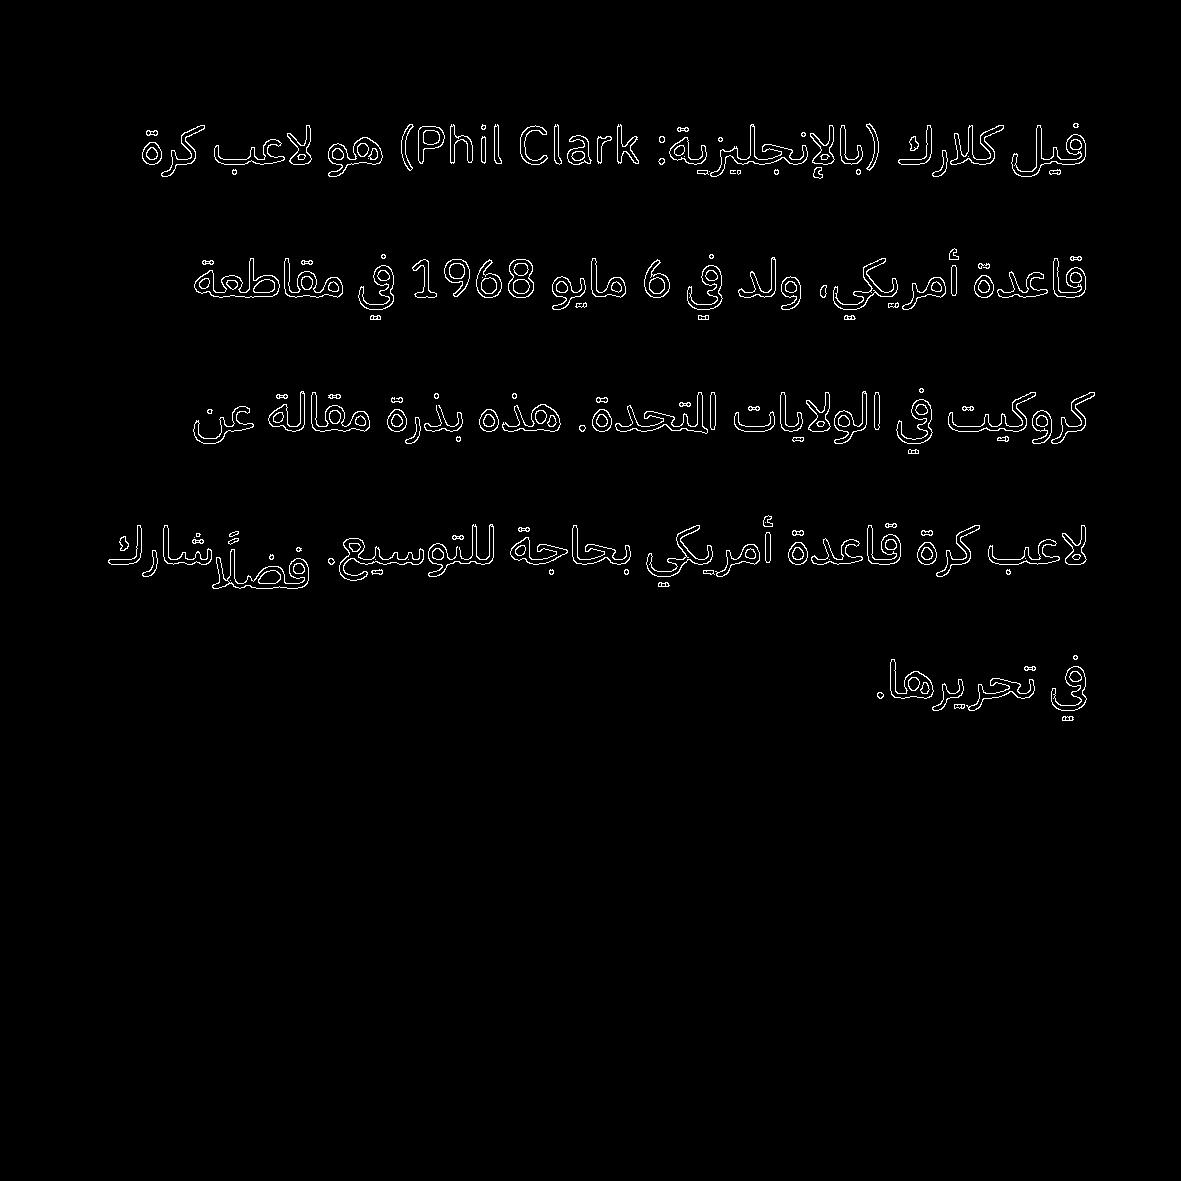 فيل كلارك (بالإنجليزية: Phil Clark) هو لاعب كرة
قاعدة أمريكي، ولد في 6 مايو 1968 في مقاطعة
كروكيت في الولايات المتحدة. هذه بذرة مقالة عن
لاعب كرة قاعدة أمريكي بحاجة للتوسيع. فضلًا شارك
في تحريرها.